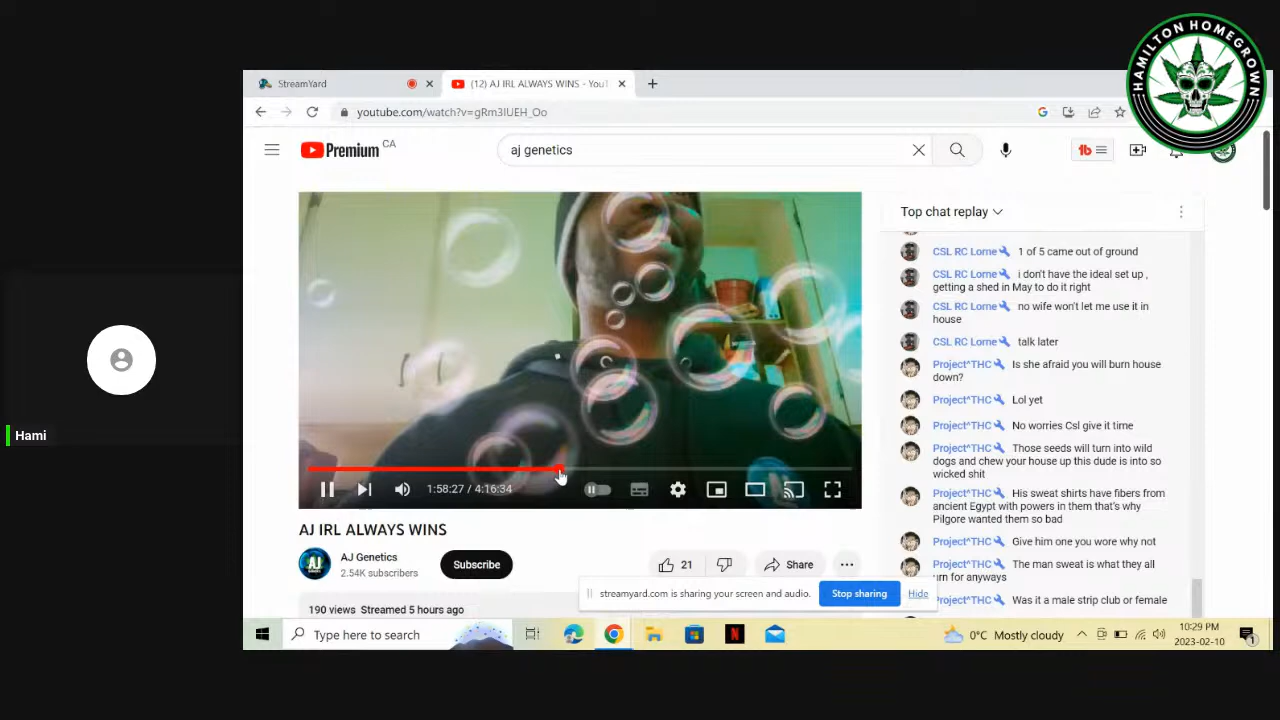 HAMILTON HOMEGROWN
StreamYard
(12) AJ IRL ALWAYS WINS - YouT
youtube.com/watch?v=gRm3lUEH_Oo
Premium CA
aj genetics
1b
Top chat replay
CSL RC Lorne 1 of 5 came out of ground
CSL RC Lorne i don't have the ideal set up ,
getting a shed in May to do it right
CSL RC Lorne no wife won't let me use it in
house
CSL RC Lorne talk later
Project^THC Is she afraid you will burn house
down?
Project^THC Lol yet
Project^THC No worries Csl give it time
Project^THC Those seeds will turn into wild
dogs and chew your house up this dude is into so
wicked shit
Project^THC His sweat shirts have fibers from
ancient Egypt with powers in them that's why
Pilgore wanted them so bad
Project^THC Give him one you wore why not
Project^THC The man sweat is what they all
urn for anyways
Project^THC Was it a male strip club or female
1:58:27 / 4:16:34
AJ IRL ALWAYS WINS
AJ
AJ Genetics
2.54K subscribers
Subscribe
21
Share
190 views Streamed 5 hours ago
streamyard.com is sharing your screen and audio.
Stop sharing
Hide
Hami
Type here to search
N
0°C Mostly cloudy
10:29 PM
2023-02-10
1